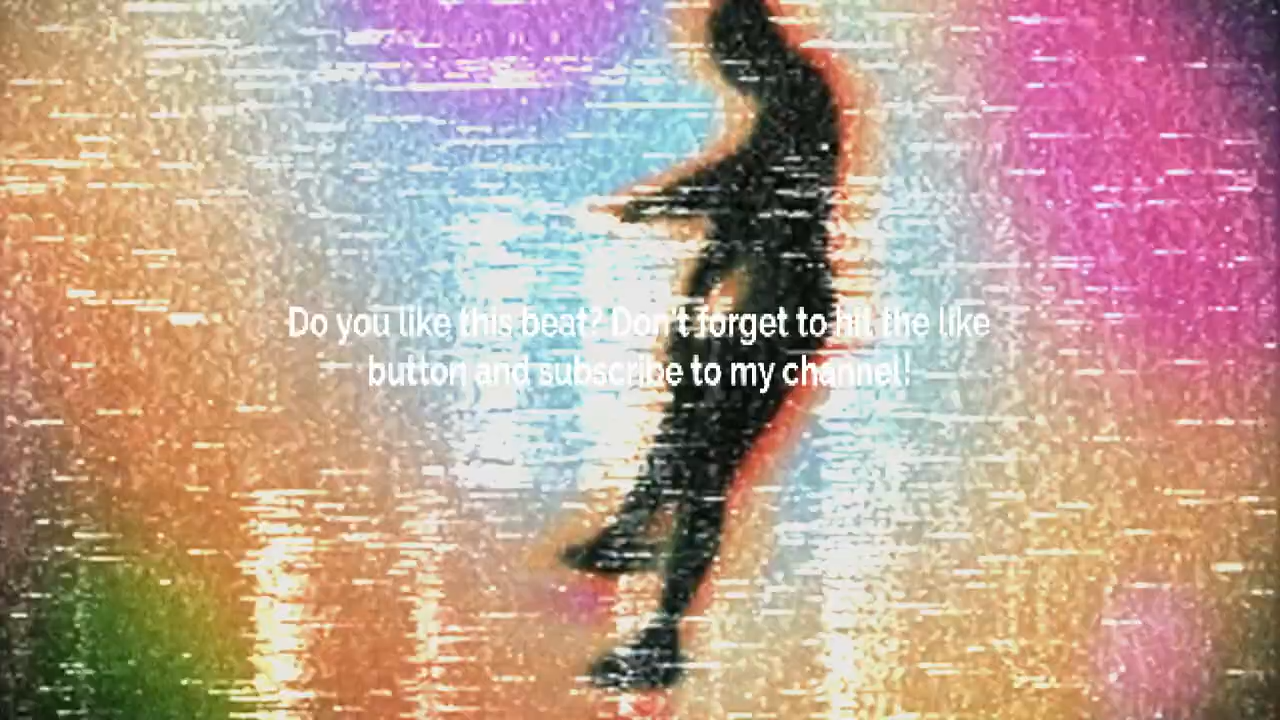 Do you like this beat? Don't forget to hit the like
button and subscribe to my channel!